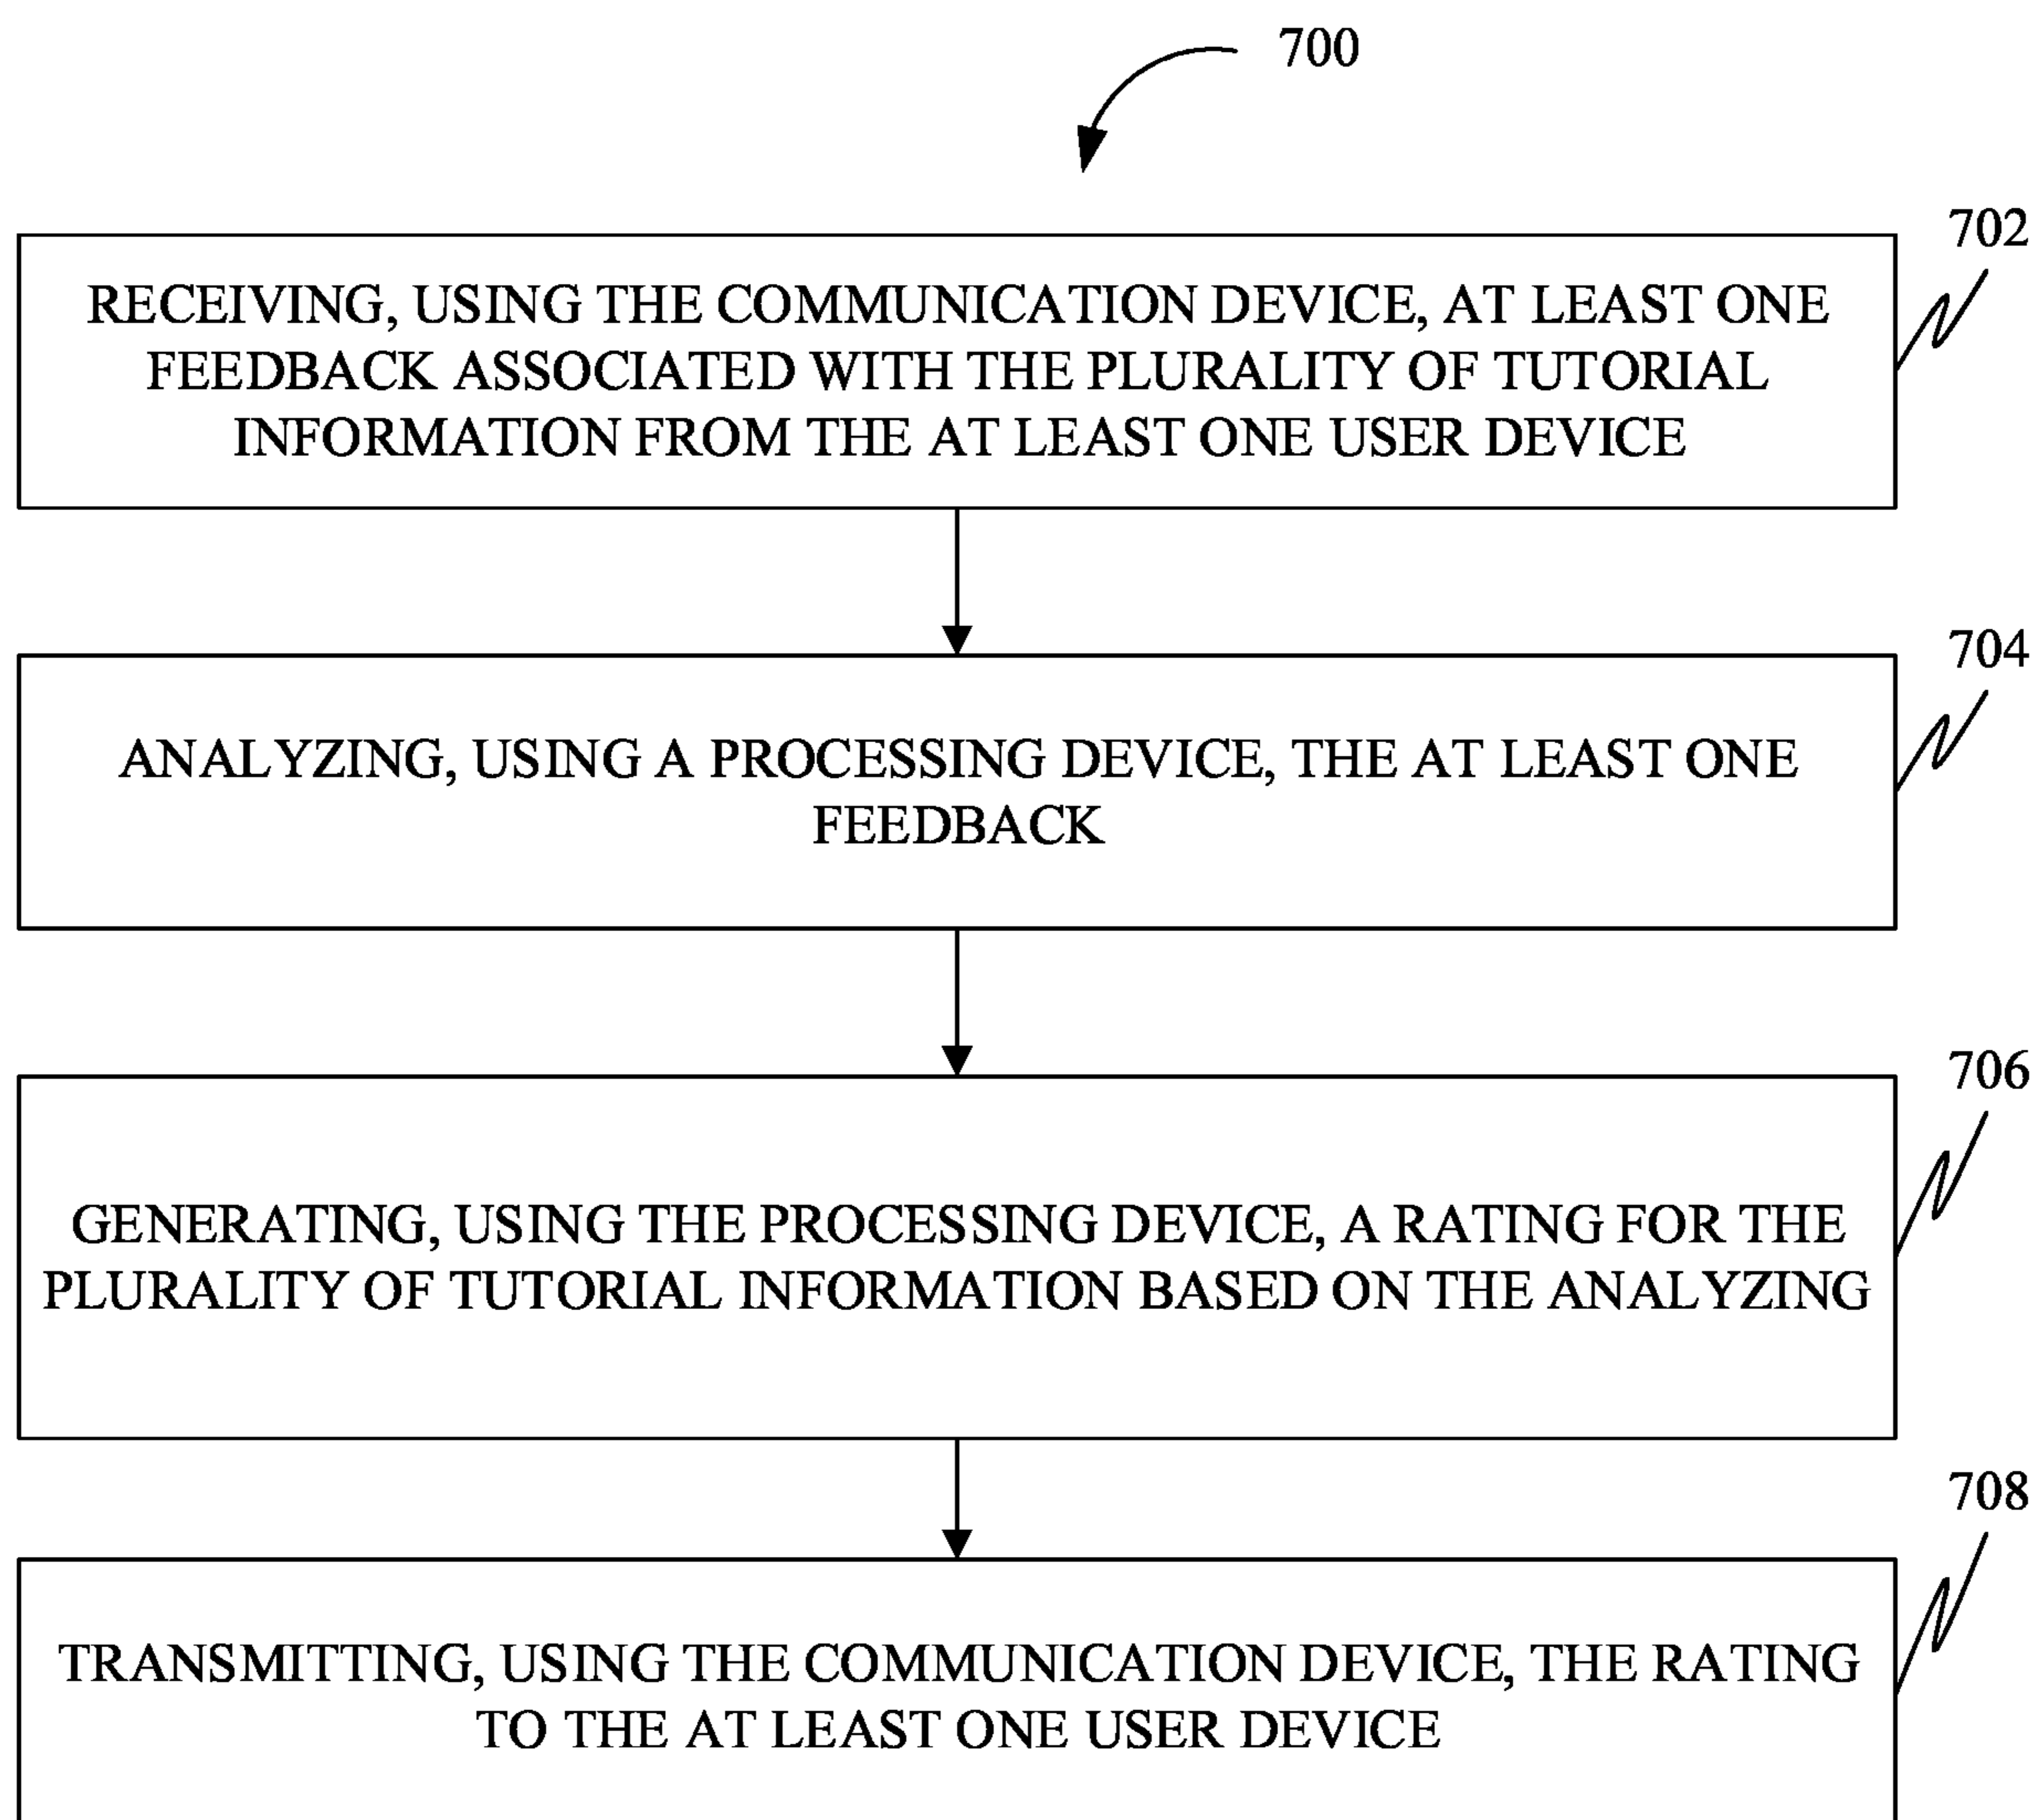 700
702
RECEIVING, USING THE COMMUNICATION DEVICE, AT LEAST ONE
FEEDBACK ASSOCIATED WITH THE PLURALITY OF TUTORIAL
INFORMATION FROM THE AT LEAST ONE USER DEVICE
704
ANALYZING, USING A PROCESSING DEVICE, THE AT LEAST ONE
FEEDBACK
706
GENERATING, USING THE PROCESSING DEVICE, A RATING FOR THE
PLURALITY OF TUTORIAL INFORMATION BASED ON THE ANALYZING
708
TRANSMITTING, USING THE COMMUNICATION DEVICE, THE RATING
TO THE AT LEAST ONE USER DEVICE